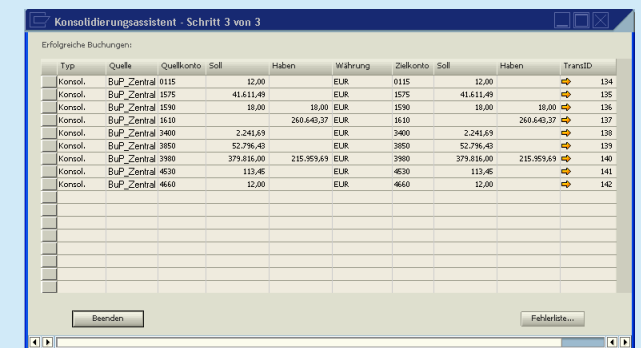 Konsolidierungsassistent - Schritt 3 von 3
Erfolgreiche Buchungen:
Typ Quelle Quellkonto Soll Haben Währung Zielkonto Soll Haben TransID
Konsol. BuP_Zentral 0115 12,00 EUR 0115 12,00 134
Konsol. BuP_Zentral 1575 41.611,49 EUR 1575 41.611,49 135
Konsol. BuP_Zentral 1590 18,00 18,00 EUR 1590 18,00 18,00 136
Konsol. BuP_Zentral 1610 260.643,37 EUR 1610 260.643,37 137
Konsol. BuP_Zentral 3400 2.241,69 EUR 3400 2.241,69 138
Konsol. BuP_Zentral 3850 52.796,43 EUR 3850 52.796,43 139
Konsol. BuP_Zentral 3980 379.816,00 215.959,69 EUR 3980 379.816,00 215.959,69 140
Konsol. BuP_Zentral 4530 113,45 EUR 4530 113,45 141
Konsol. BuP_Zentral 4660 12,00 EUR 4660 12,00 142
Beenden Fehlerliste...